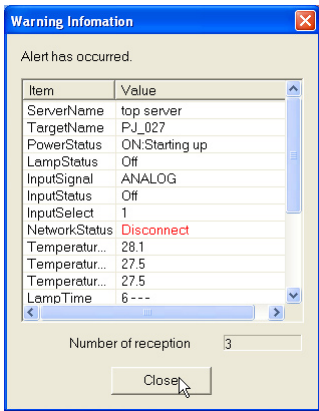 Warning Infomation
Alert has occurred.
Item Value
ServerName top server
TargetName PJ_027
PowerStatus ON:Starting up
LampStatus Off
InputSignal ANALOG
InputStatus Off
InputSelect 1
NetworkStatus Disconnect
Temperatur... 28.1
Temperatur... 27.5
Temperatur... 27.5
LampTime 6 - - -
Number of reception 3
Close